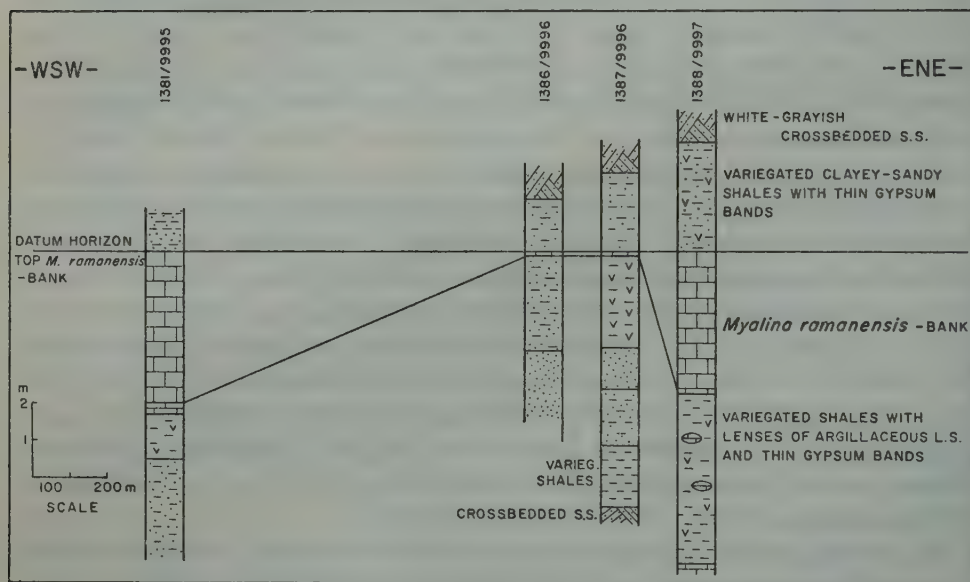 -WSW-
1381/9995
1386/9996
1387/9996
1388/9997
-ENE-
WHITE-GRAYISH
CROSSBEDDED S.S.
VARIEGATED CLAYEY-SANDY
SHALES WITH THIN GYPSUM
BANDS
DATUM HORIZON
TOP M. ramanensis
-BANK
Myalina ramanensis -BANK
m
2
1
100 200 m
SCALE
VARIEG.
SHALES
CROSSBEDDED S.S.
VARIEGATED SHALES WITH
LENSES OF ARGILLACEOUS L.S.
AND THIN GYPSUM BANDS